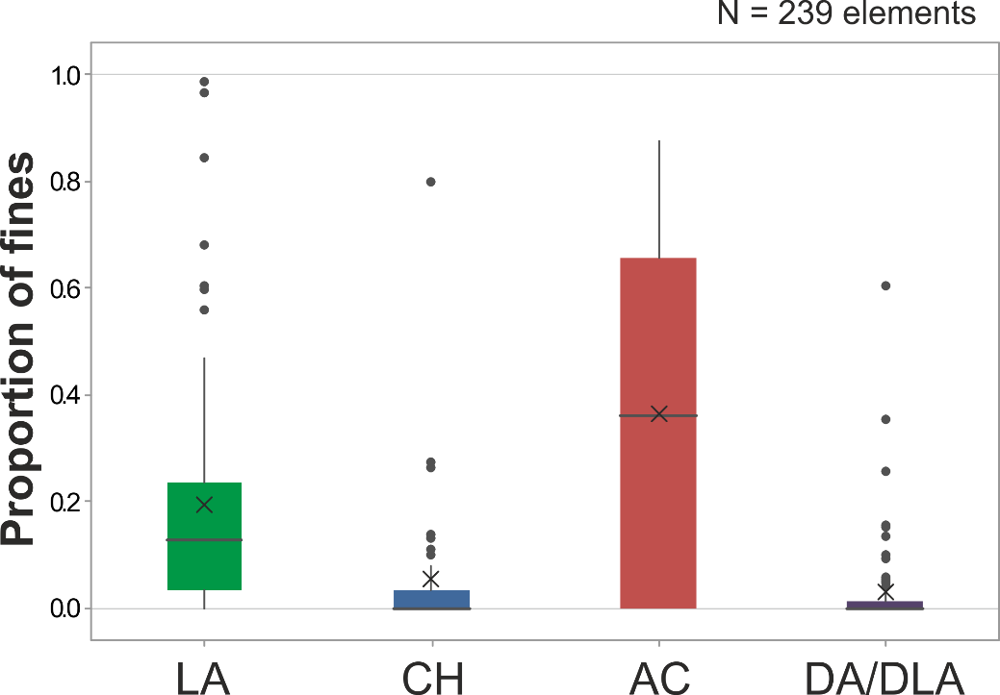 N = 239 elements
Proportion of fines
1.0
0.8
0.6
0.4
0.2
0.0
LA CH AC DA/DLA